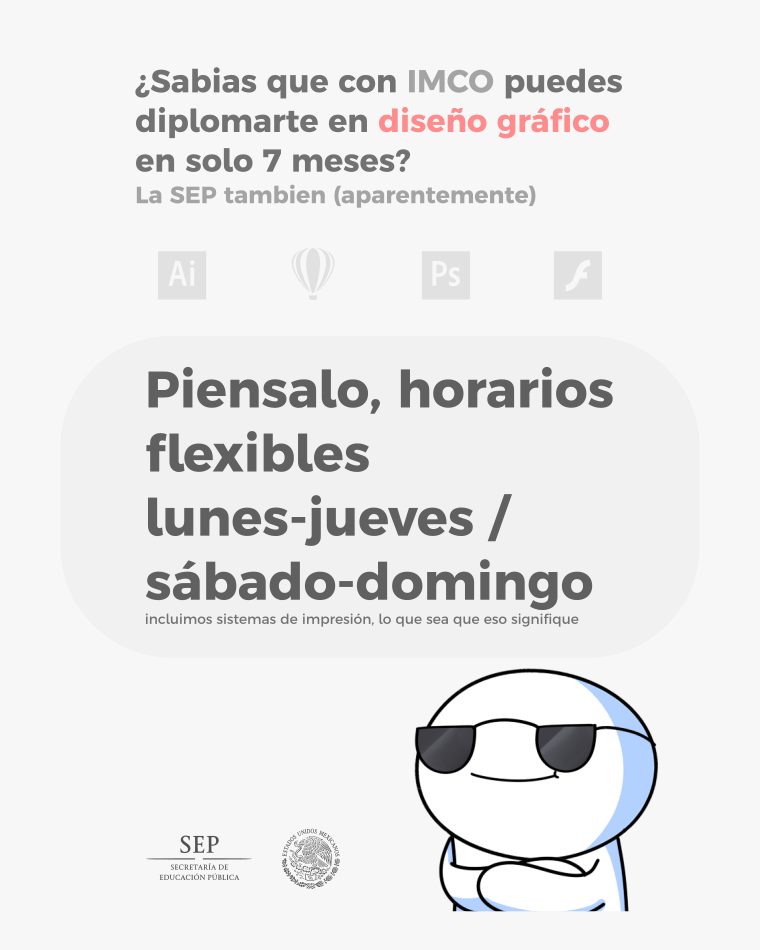 ¿Sabias que con IMCO puedes
diplomarte en diseño gráfico
en solo 7 meses?
La SEP tambien (aparentemente)
Ai
Ps
Piensalo, horarios
flexibles
lunes-jueves /
sábado-domingo
incluimos sistemas de impresión, lo que sea que eso signifique
SEP
SECRETARÍA DE
EDUCACIÓN PÚBLICA
ESTADOS UNIDOS MEXICANOS